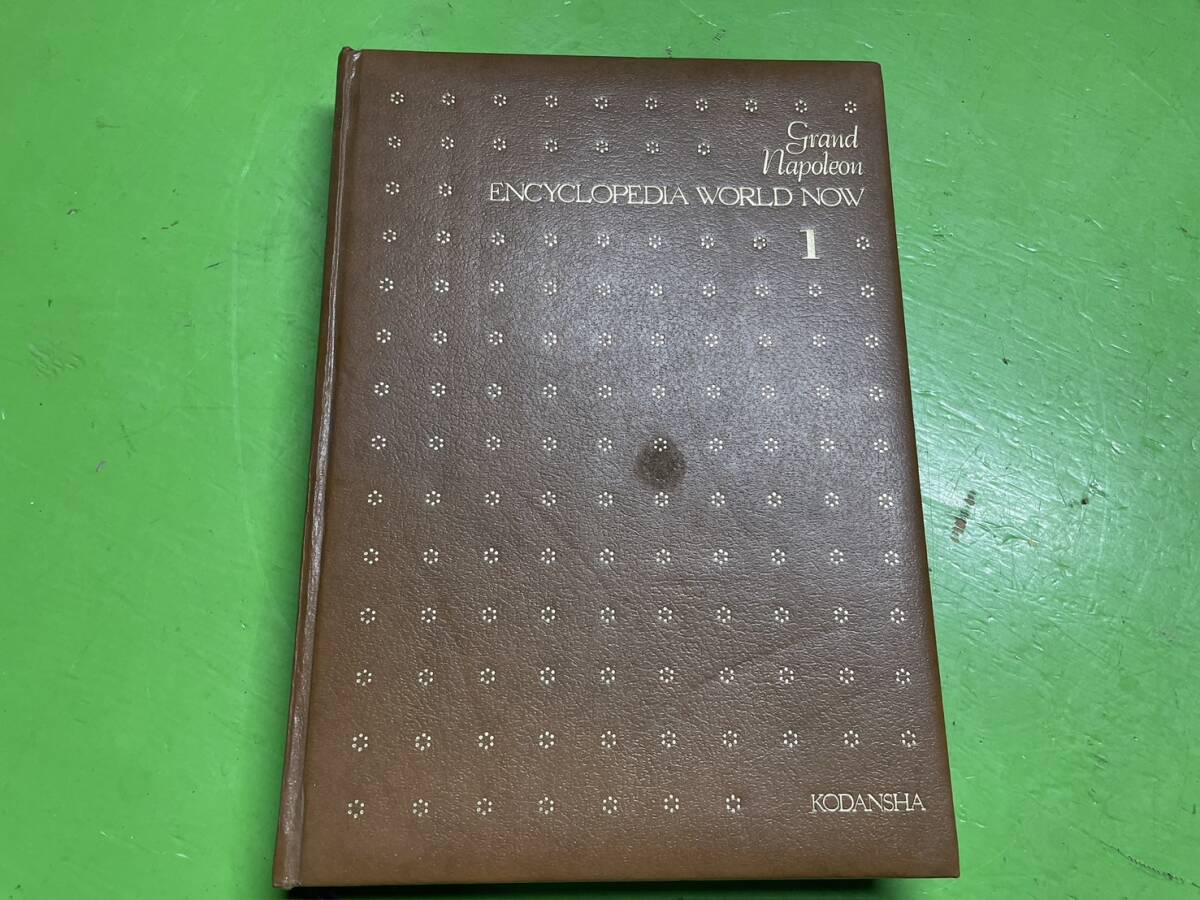 Grand
Napoleon
ENCYCLOPEDIA WORLD NOW
1
KODANSHA